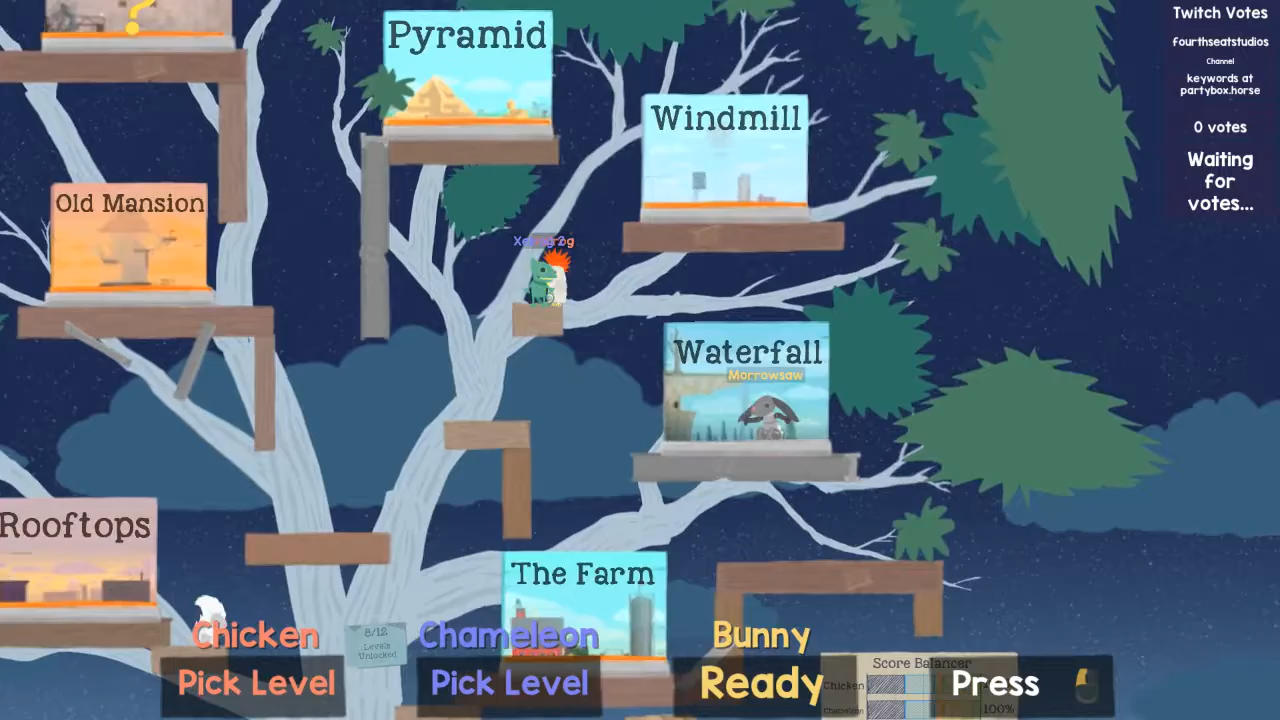 ?
Pyramid
Windmill
Old Mansion
Waterfall
Morrowsaw
Rooftops
The Farm
8/12
Levels
Unlocked
Chicken
Pick Level
Chameleon
Pick Level
Bunny
Ready
Score Balancer
Chicken
Chameleon
100%
Press
Twitch Votes
fourthseatstudios
Channel
keywords at
partybox.horse
0 votes
Waiting
for
votes...